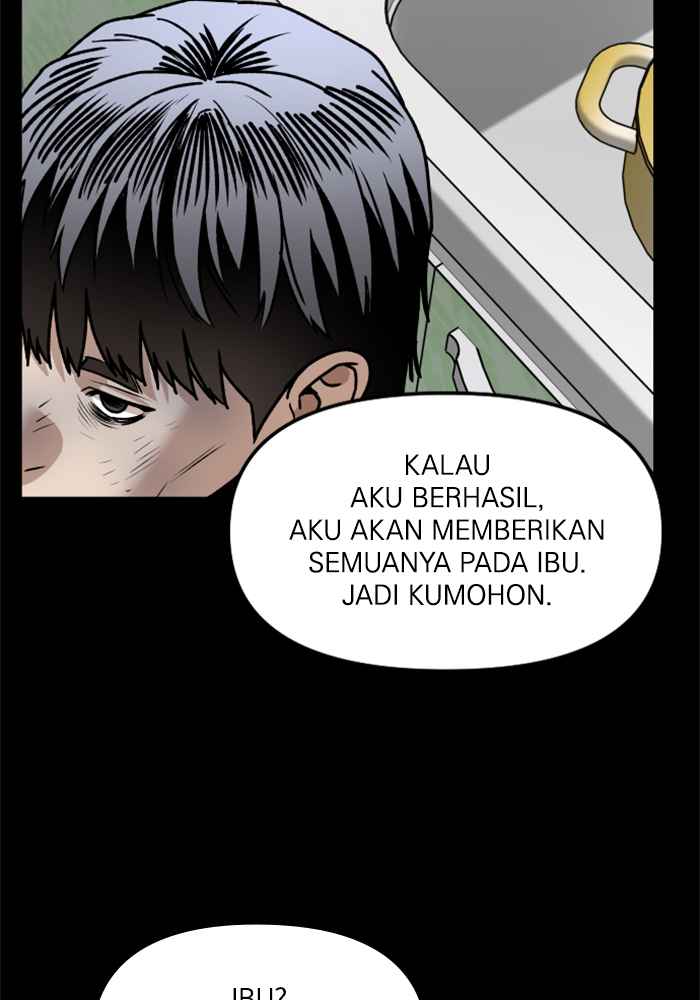 KALAU
AKU BERHASIL,
AKU AKAN MEMBERIKAN
SEMUANYA PADA IBU.
JADI KUMOHON.
IBU?